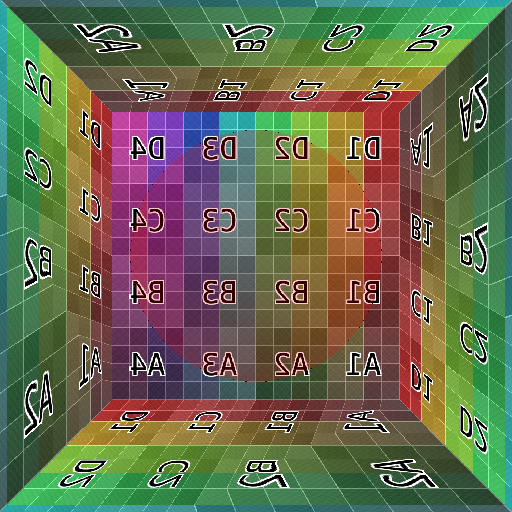 A2 B2 C2 D2
A1 B1 C1 D1
D2 D1 D4 D3 D2 D1 A1 A2
C2 C1 C4 C3 C2 C1 B1 B2
B2 B1 B4 B3 B2 B1 C1 C2
A2 A1 A4 A3 A2 A1 D1 D2
D1 C1 B1 A1
D2 C2 B2 A2